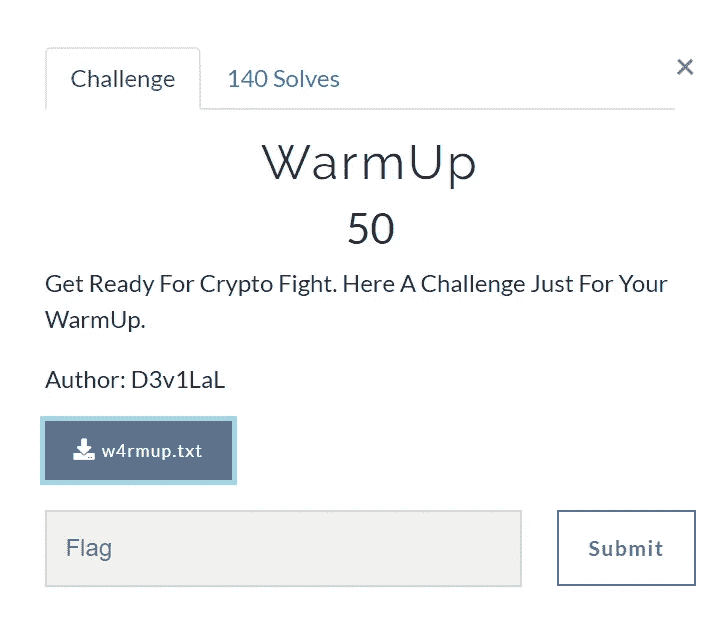 Challenge
140 Solves
×
WarmUp
50
Get Ready For Crypto Fight. Here A Challenge Just For Your
WarmUp.
Author: D3v1LaL
w4rmup.txt
Flag
Submit